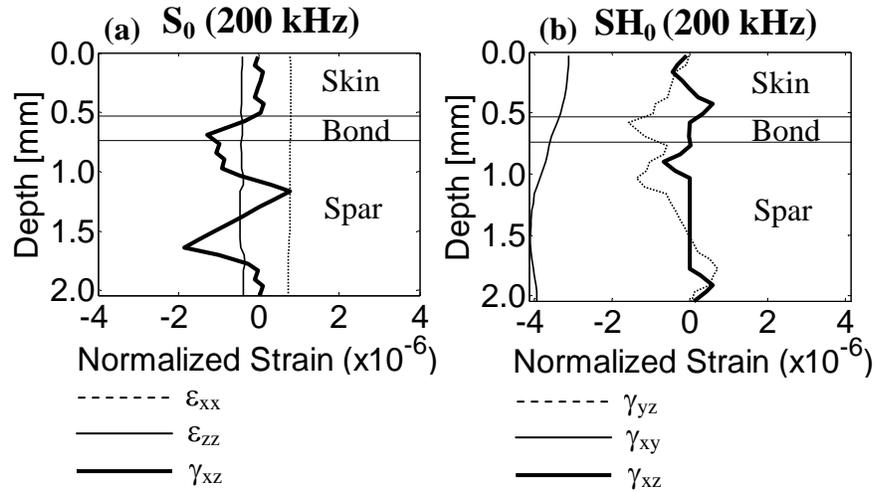 (a) S₀ (200 kHz)
0.0
0.5
1.0
1.5
2.0
Depth [mm]
Skin
Bond
Spar
-4 -2 0 2 4
Normalized Strain (x10⁻⁶)
εxx
εzz
γxz
(b) SH₀ (200 kHz)
0.0
0.5
1.0
1.5
2.0
Depth [mm]
Skin
Bond
Spar
-4 -2 0 2 4
Normalized Strain (x10⁻⁶)
γyz
γxy
γxz